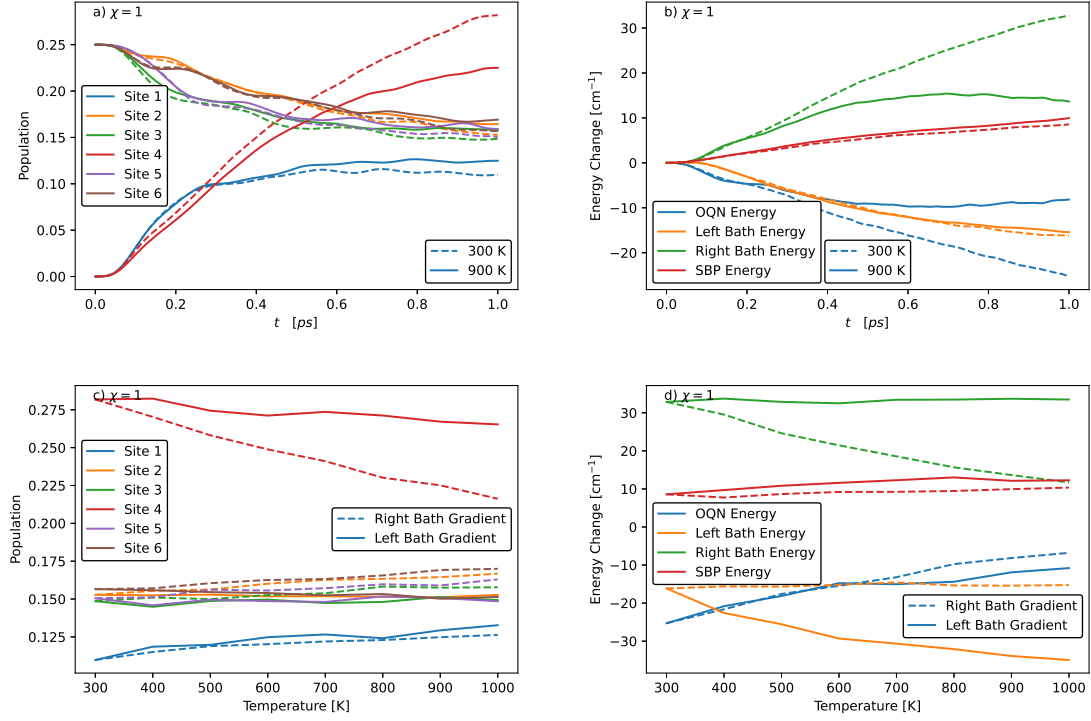 a) χ = 1
Population
0.25
0.20
0.15
0.10
0.05
0.00
Site 1
Site 2
Site 3
Site 4
Site 5
Site 6
300 K
900 K
0.0 0.2 0.4 0.6 0.8 1.0
t [ps]
b) χ = 1
Energy Change [cm⁻¹]
30
20
10
0
−10
−20
OQN Energy
Left Bath Energy
Right Bath Energy
SBP Energy
300 K
900 K
0.0 0.2 0.4 0.6 0.8 1.0
t [ps]
c) χ = 1
Population
0.275
0.250
0.225
0.200
0.175
0.150
0.125
Site 1
Site 2
Site 3
Site 4
Site 5
Site 6
Right Bath Gradient
Left Bath Gradient
300 400 500 600 700 800 900 1000
Temperature [K]
d) χ = 1
Energy Change [cm⁻¹]
30
20
10
0
−10
−20
−30
OQN Energy
Left Bath Energy
Right Bath Energy
SBP Energy
Right Bath Gradient
Left Bath Gradient
300 400 500 600 700 800 900 1000
Temperature [K]